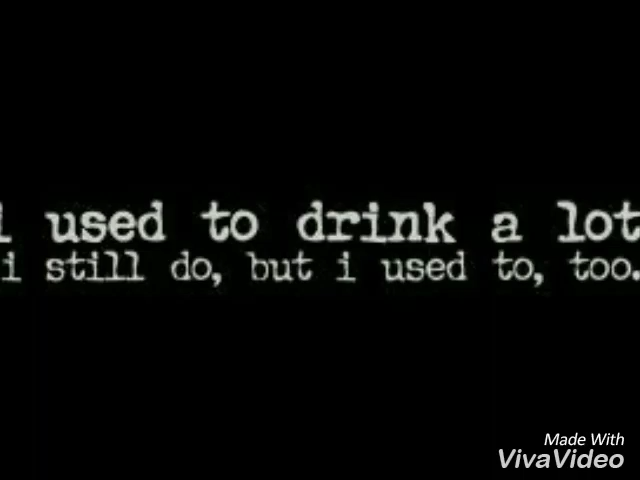 i used to drink a lot
i still do, but i used to, too.
Made With
VivaVideo